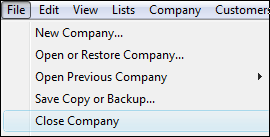 File Edit View Lists Company Customers
New Company...
Open or Restore Company...
Open Previous Company
Save Copy or Backup...
Close Company